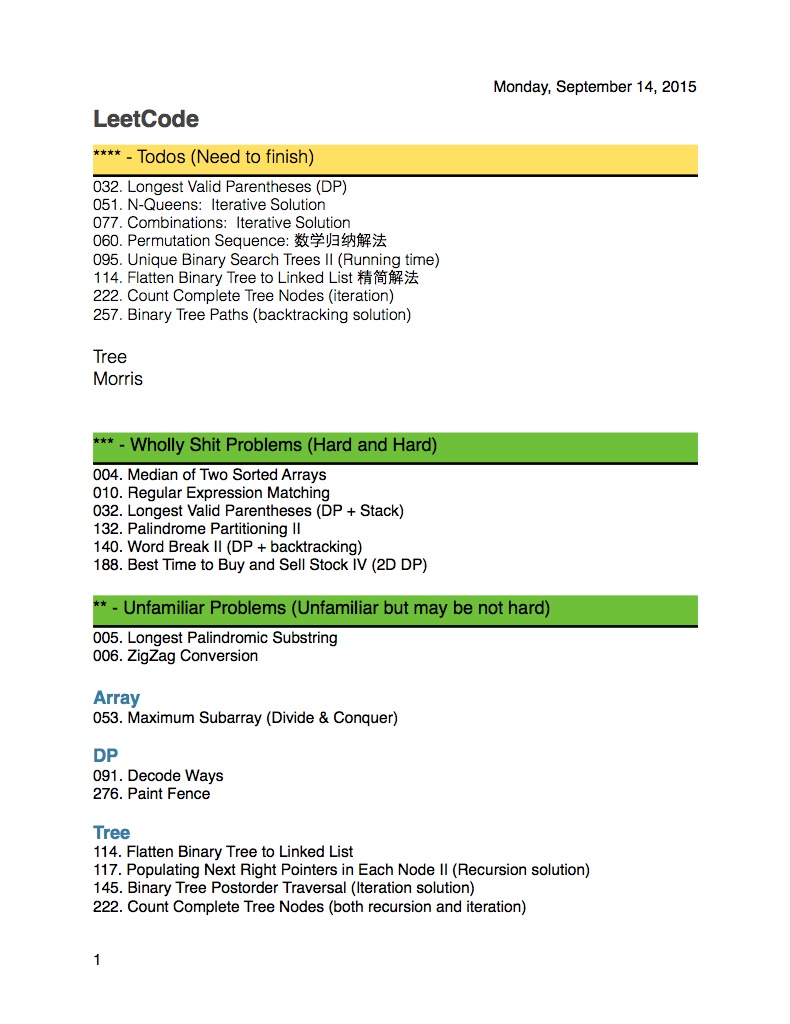 Monday, September 14, 2015
LeetCode
**** - Todos (Need to finish)
032. Longest Valid Parentheses (DP)
051. N-Queens:  Iterative Solution
077. Combinations:  Iterative Solution
060. Permutation Sequence: 数学归纳解法
095. Unique Binary Search Trees II (Running time)
114. Flatten Binary Tree to Linked List 精简解法
222. Count Complete Tree Nodes (iteration)
257. Binary Tree Paths (backtracking solution)
Tree
Morris
*** - Wholly Shit Problems (Hard and Hard)
004. Median of Two Sorted Arrays
010. Regular Expression Matching
032. Longest Valid Parentheses (DP + Stack)
132. Palindrome Partitioning II
140. Word Break II (DP + backtracking)
188. Best Time to Buy and Sell Stock IV (2D DP)
** - Unfamiliar Problems (Unfamiliar but may be not hard)
005. Longest Palindromic Substring
006. ZigZag Conversion
Array
053. Maximum Subarray (Divide & Conquer)
DP
091. Decode Ways
276. Paint Fence
Tree
114. Flatten Binary Tree to Linked List
117. Populating Next Right Pointers in Each Node II (Recursion solution)
145. Binary Tree Postorder Traversal (Iteration solution)
222. Count Complete Tree Nodes (both recursion and iteration)
1